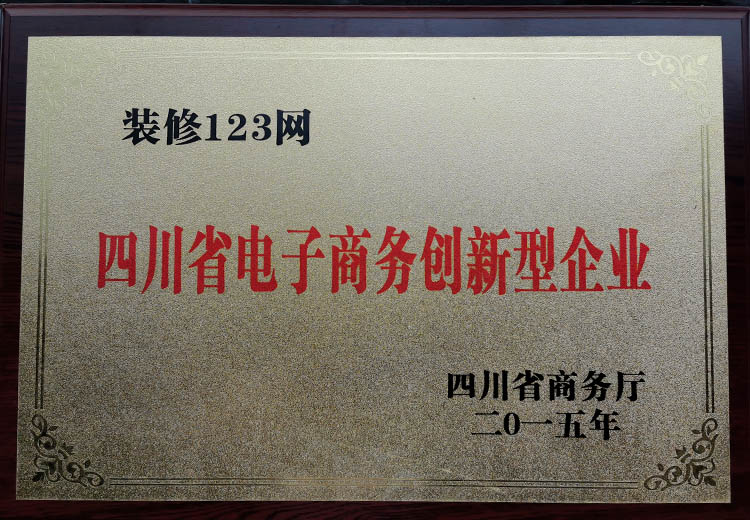 装修123网
四川省电子商务创新型企业
四川省商务厅
二0一五年